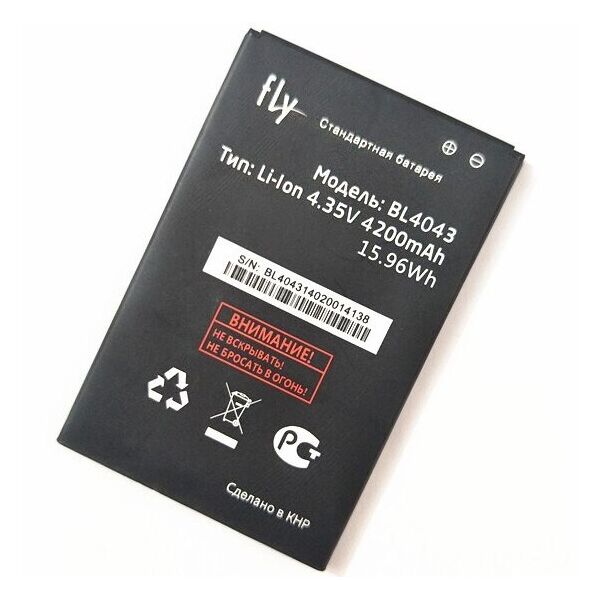 fly
Стандартная батарея
⊕ ⊖
Модель: BL4043
Тип: Li-Ion 4.35V 4200mAh
15.96Wh
S/N: BL404314020014138
ВНИМАНИЕ!
НЕ ВСКРЫВАТЬ!
НЕ БРОСАТЬ В ОГОНЬ!
РСТ
Сделано в КНР